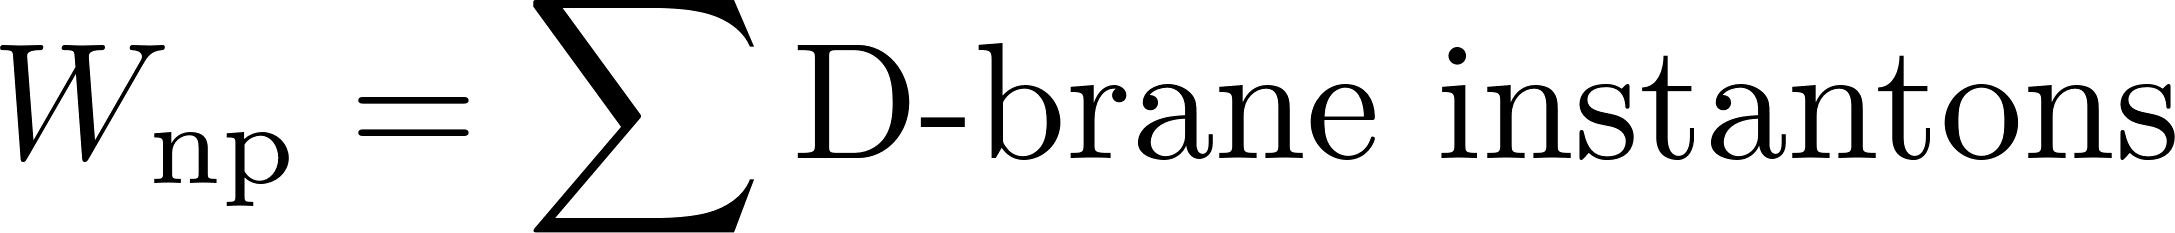 W_np = ∑ D-brane instantons